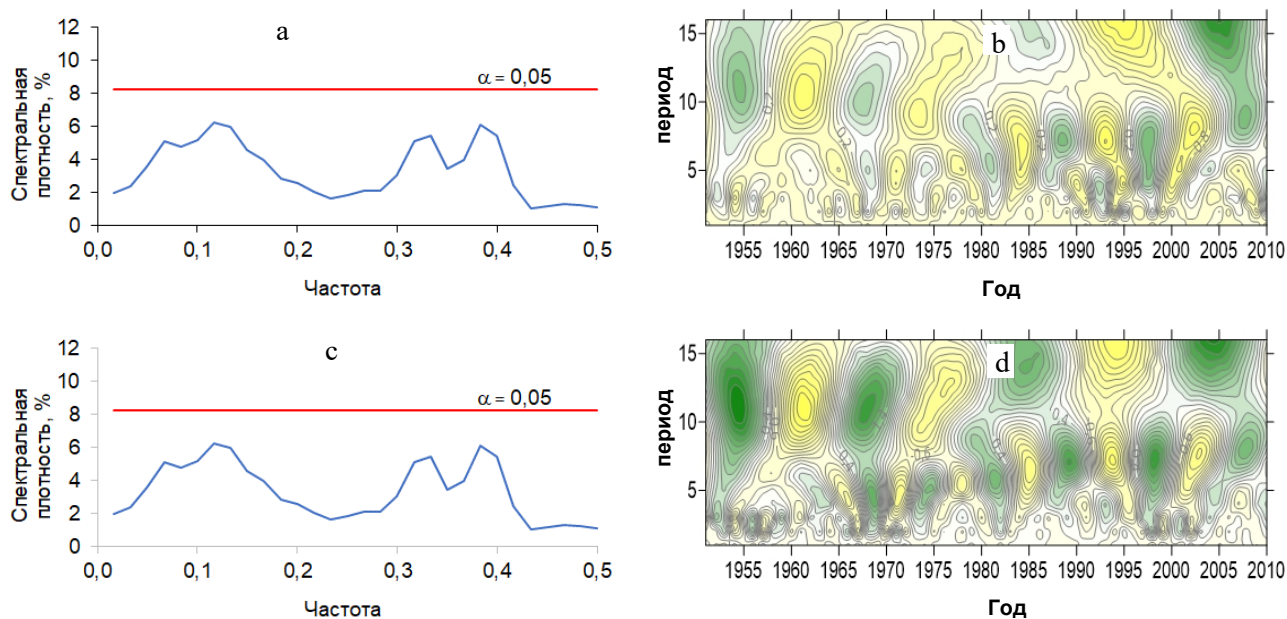 a
12
10
8
6
4
2
0
Спектральная
плотность, %
α = 0,05
0,0 0,1 0,2 0,3 0,4 0,5
Частота
b
15
10
5
период
1955 1960 1965 1970 1975 1980 1985 1990 1995 2000 2005 2010
Год
c
12
10
8
6
4
2
0
Спектральная
плотность, %
α = 0,05
0,0 0,1 0,2 0,3 0,4 0,5
Частота
d
15
10
5
период
1955 1960 1965 1970 1975 1980 1985 1990 1995 2000 2005 2010
Год